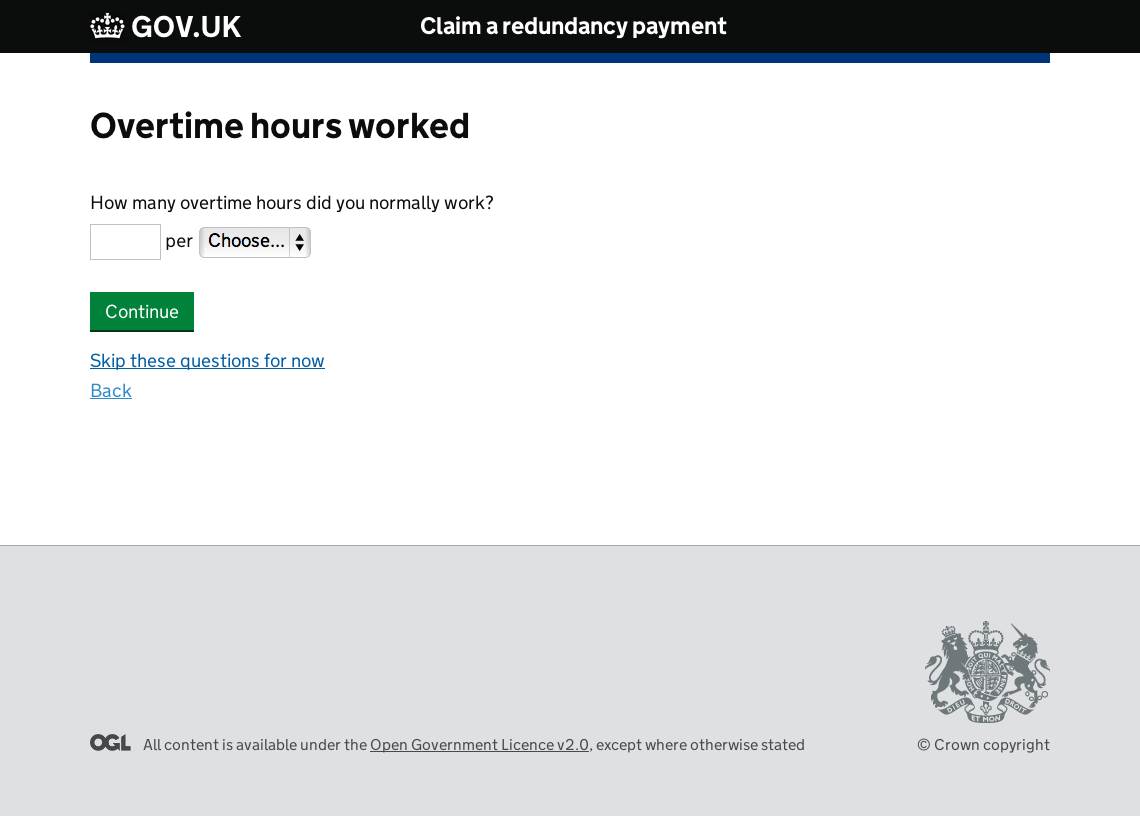 GOV.UK
Claim a redundancy payment
Overtime hours worked
How many overtime hours did you normally work?
per Choose...
Continue
Skip these questions for now
Back
DIEU ET MON DROIT
OGL All content is available under the Open Government Licence v2.0, except where otherwise stated
© Crown copyright